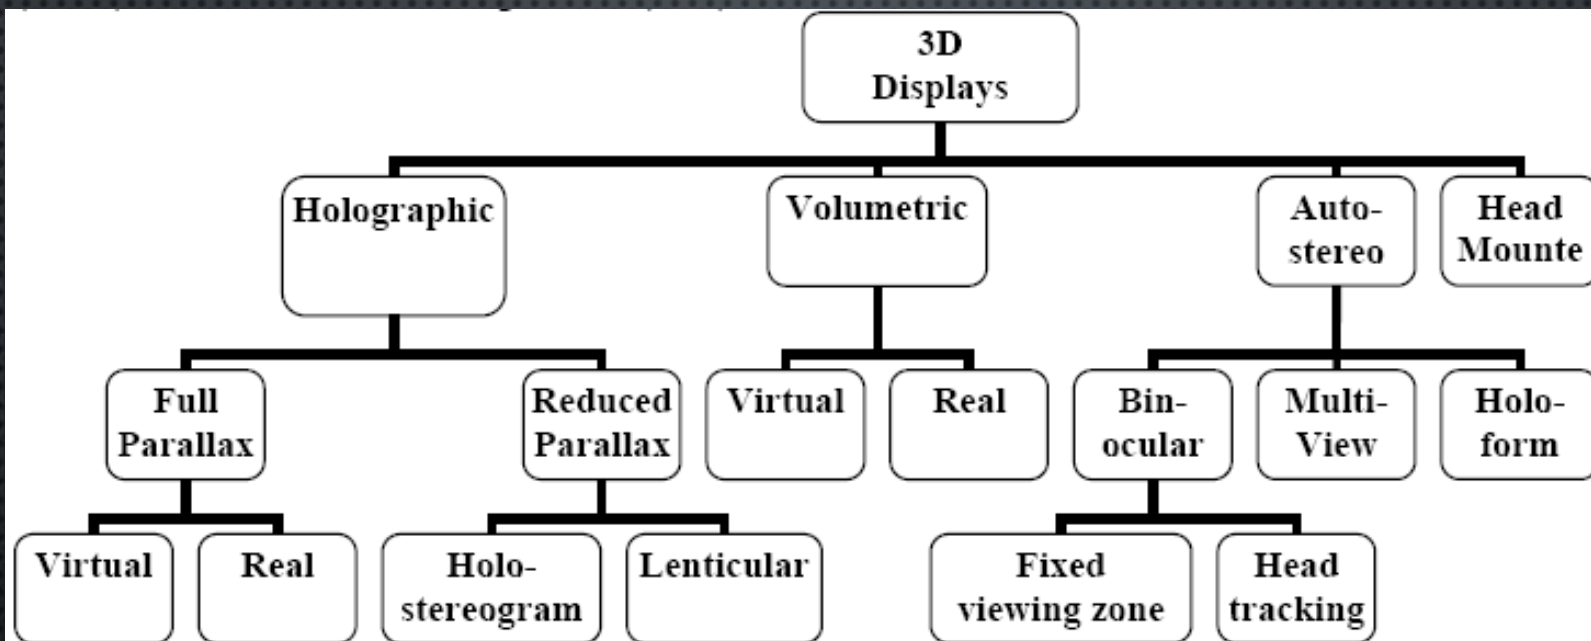 3D
Displays
Holographic
Volumetric
Auto-
stereo
Head
Mounte
Full
Parallax
Reduced
Parallax
Virtual
Real
Bin-
ocular
Multi-
View
Holo-
form
Virtual
Real
Holo-
stereogram
Lenticular
Fixed
viewing zone
Head
tracking